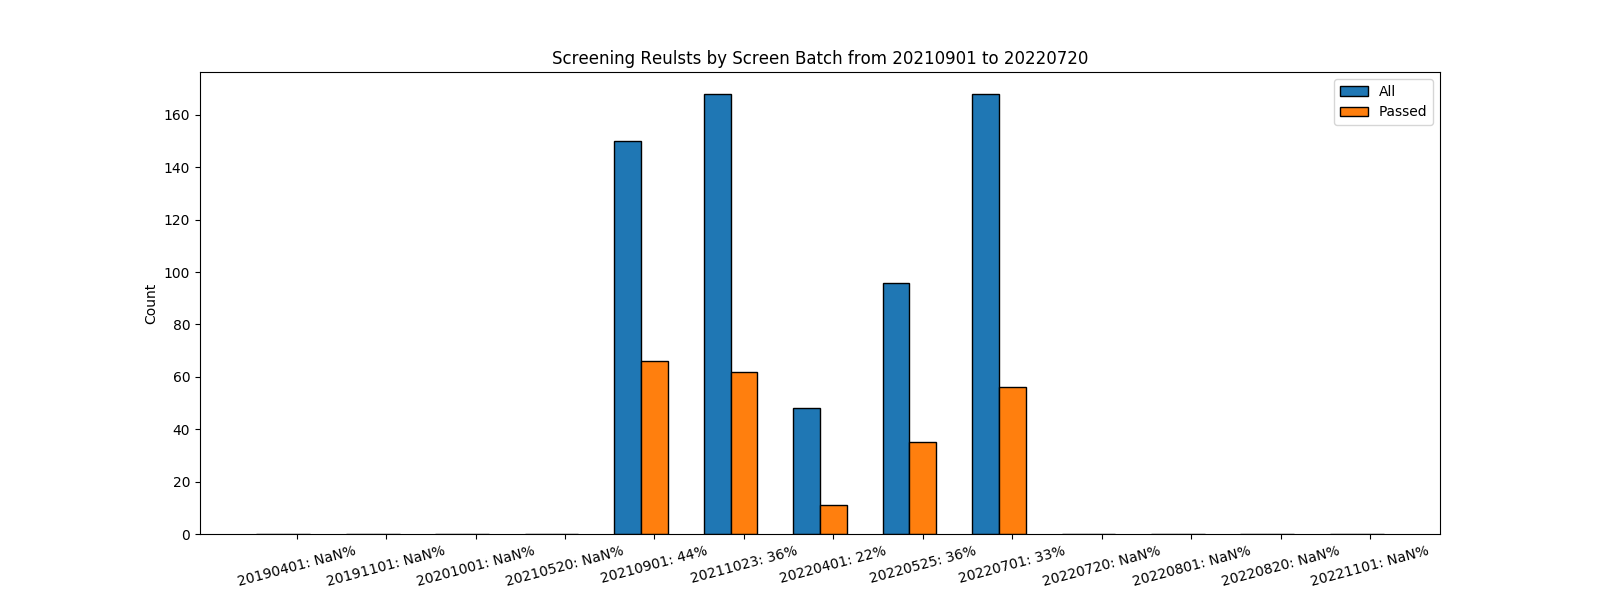 Screening Reulsts by Screen Batch from 20210901 to 20220720
All
Passed
Count
160
140
120
100
80
60
40
20
0
20190401: NaN%
20191101: NaN%
20201001: NaN%
20210520: NaN%
20210901: 44%
20211023: 36%
20220401: 22%
20220525: 36%
20220701: 33%
20220720: NaN%
20220801: NaN%
20220820: NaN%
20221101: NaN%